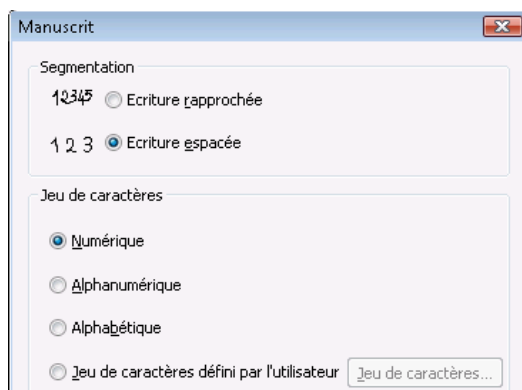 Manuscrit
Segmentation
12345 Ecriture rapprochée
1 2 3 Ecriture espacée
Jeu de caractères
Numérique
Alphanumérique
Alphabétique
Jeu de caractères défini par l'utilisateur Jeu de caractères...